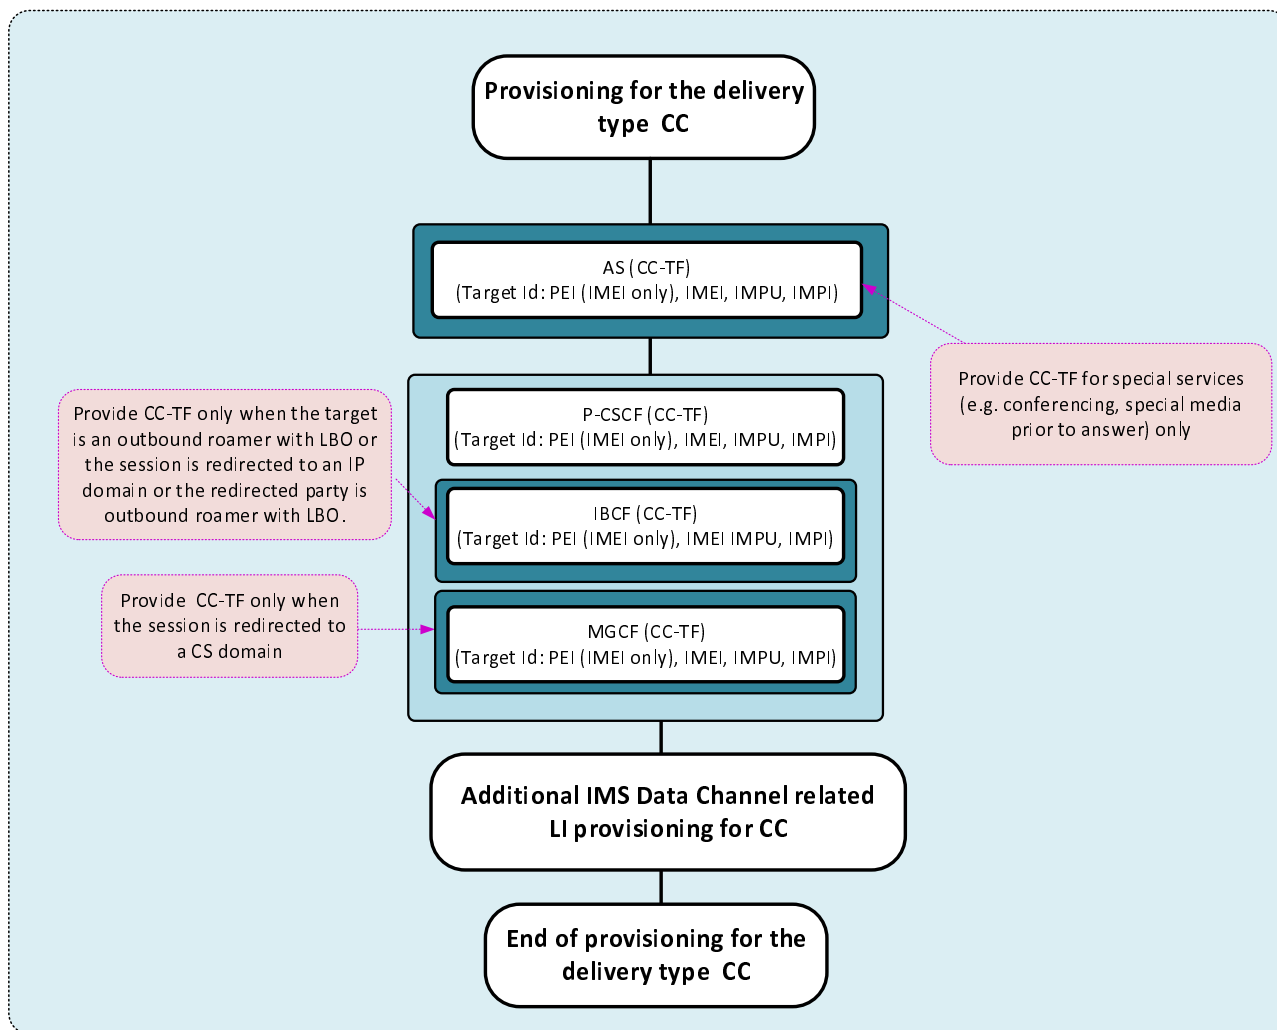 Provisioning for the delivery
type CC
AS (CC-TF)
(Target Id: PEI (IMEI only), IMEI, IMPU, IMPI)
Provide CC-TF for special services
(e.g. conferencing, special media
prior to answer) only
P-CSCF (CC-TF)
(Target Id: PEI (IMEI only), IMEI, IMPU, IMPI)
Provide CC-TF only when the target
is an outbound roamer with LBO or
the session is redirected to an IP
domain or the redirected party is
outbound roamer with LBO.
IBCF (CC-TF)
(Target Id: PEI (IMEI only), IMEI IMPU, IMPI)
Provide CC-TF only when
the session is redirected to
a CS domain
MGCF (CC-TF)
(Target Id: PEI (IMEI only), IMEI, IMPU, IMPI)
Additional IMS Data Channel related
LI provisioning for CC
End of provisioning for the
delivery type CC